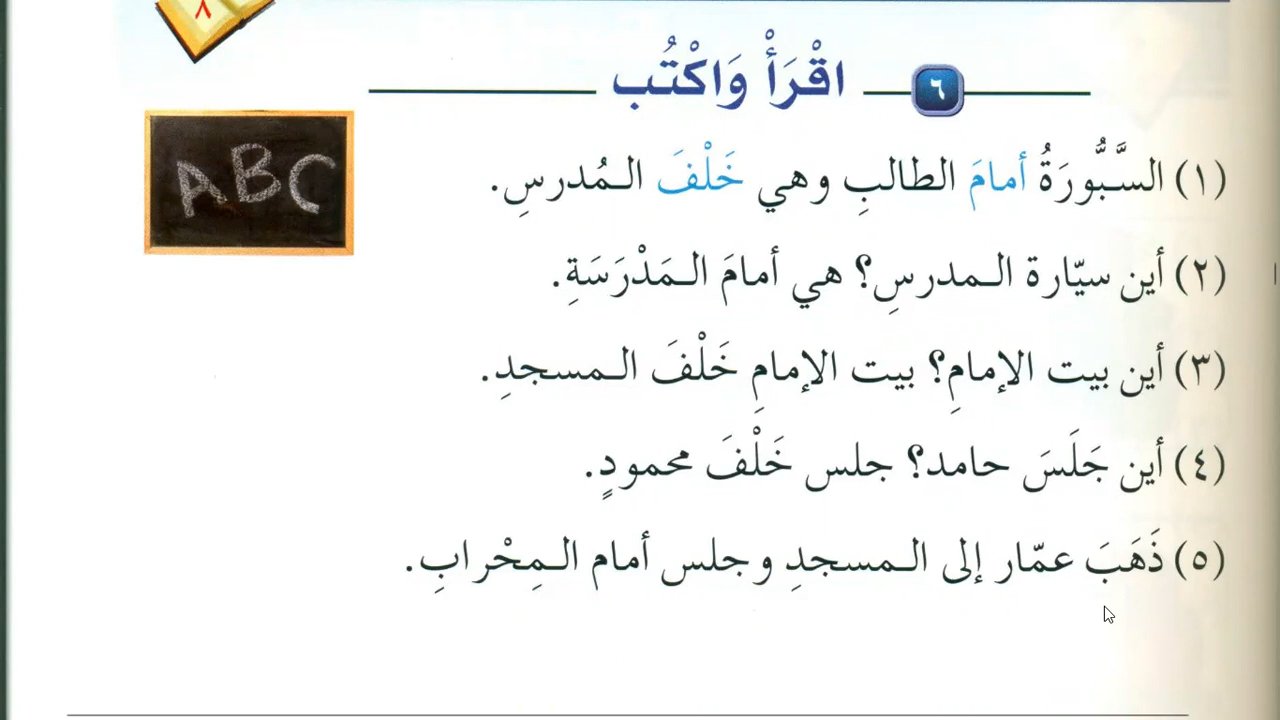 ٨
٦ اقْرَأْ وَاكْتُب
ABC
(١) السَّبُّورَةُ أمامَ الطالبِ وهي خَلْفَ المُدرسِ.
(٢) أين سيّارة المدرسِ؟ هي أمامَ المَدْرَسَةِ.
(٣) أين بيت الإمامِ؟ بيت الإمامِ خَلْفَ المسجدِ.
(٤) أين جَلَسَ حامد؟ جلس خَلْفَ محمودٍ.
(٥) ذَهَبَ عمّار إلى المسجدِ وجلس أمام المِحْرابِ.